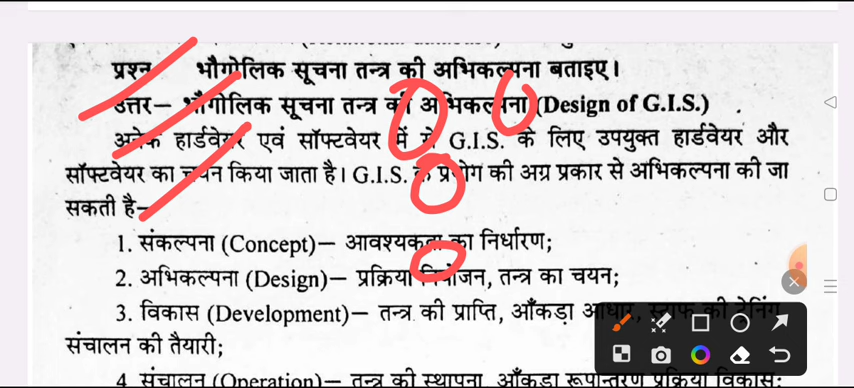 प्रश्न भौगोलिक सूचना तन्त्र की अभिकल्पना बताइए।
उत्तर— भौगोलिक सूचना तन्त्र की अभिकल्पना (Design of G.I.S.)
अनेक हार्डवेयर एवं सॉफ्टवेयर में से G.I.S. के लिए उपयुक्त हार्डवेयर और
सॉफ्टवेयर का चयन किया जाता है। G.I.S. के प्रयोग की अग्र प्रकार से अभिकल्पना की जा
सकती है—
1. संकल्पना (Concept)— आवश्यकता का निर्धारण;
2. अभिकल्पना (Design)— प्रक्रिया नियोजन, तन्त्र का चयन;
3. विकास (Development)— तन्त्र की प्राप्ति, आँकड़ा आधार, स्टाफ की ट्रेनिंग
संचालन की तैयारी;
4. संचालन (Operation)— तन्त्र की स्थापना, आँकड़ा रूपान्तरण प्रक्रिया विकास;